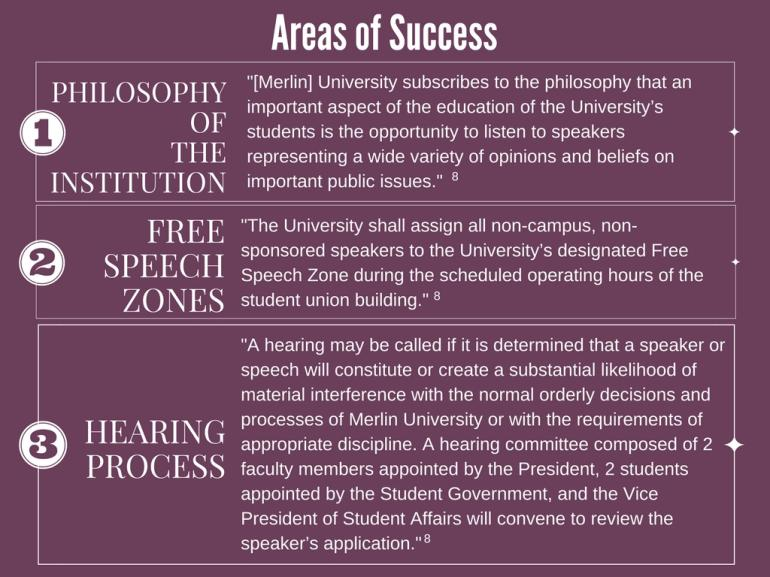 Areas of Success
1
PHILOSOPHY
OF
THE
INSTITUTION
"[Merlin] University subscribes to the philosophy that an
important aspect of the education of the University's
students is the opportunity to listen to speakers
representing a wide variety of opinions and beliefs on
important public issues." 8
2
FREE
SPEECH
ZONES
"The University shall assign all non-campus, non-
sponsored speakers to the University's designated Free
Speech Zone during the scheduled operating hours of the
student union building." 8
3
HEARING
PROCESS
"A hearing may be called if it is determined that a speaker or
speech will constitute or create a substantial likelihood of
material interference with the normal orderly decisions and
processes of Merlin University or with the requirements of
appropriate discipline. A hearing committee composed of 2
faculty members appointed by the President, 2 students
appointed by the Student Government, and the Vice
President of Student Affairs will convene to review the
speaker's application." 8